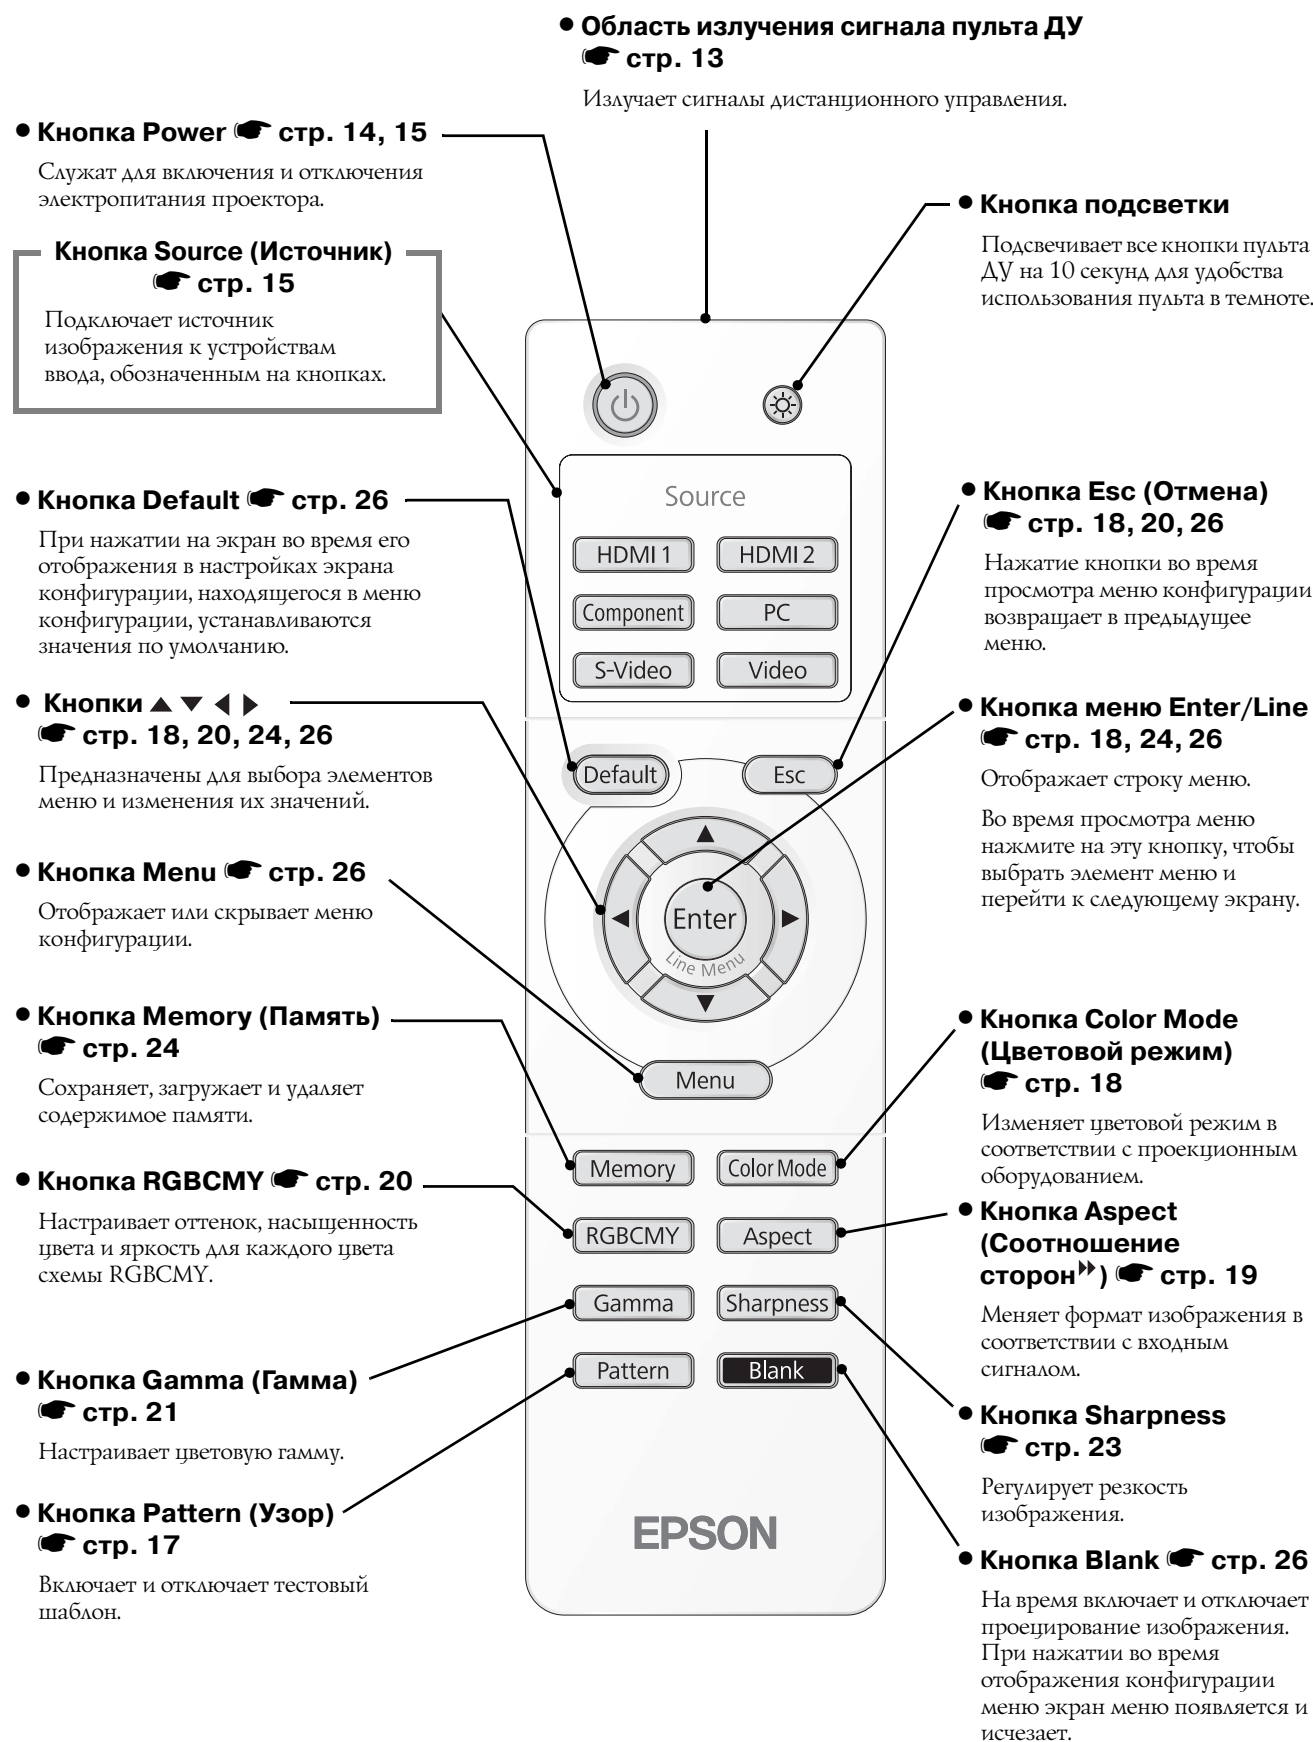 ● Область излучения сигнала пульта ДУ
☛ стр. 13
Излучает сигналы дистанционного управления.
● Кнопка Power ☛ стр. 14, 15
Служат для включения и отключения
электропитания проектора.
Кнопка Source (Источник)
☛ стр. 15
Подключает источник
изображения к устройствам
ввода, обозначенным на кнопках.
● Кнопка Default ☛ стр. 26
При нажатии на экран во время его
отображения в настройках экрана
конфигурации, находящегося в меню
конфигурации, устанавливаются
значения по умолчанию.
● Кнопки ▲ ▼ ◀ ▶
☛ стр. 18, 20, 24, 26
Предназначены для выбора элементов
меню и изменения их значений.
● Кнопка Menu ☛ стр. 26
Отображает или скрывает меню
конфигурации.
● Кнопка Memory (Память)
☛ стр. 24
Сохраняет, загружает и удаляет
содержимое памяти.
● Кнопка RGBCMY ☛ стр. 20
Настраивает оттенок, насыщенность
цвета и яркость для каждого цвета
схемы RGBCMY.
● Кнопка Gamma (Гамма)
☛ стр. 21
Настраивает цветовую гамму.
● Кнопка Pattern (Узор)
☛ стр. 17
Включает и отключает тестовый
шаблон.
Source
HDMI 1
HDMI 2
Component
PC
S-Video
Video
Default
Esc
Enter
Line Menu
Menu
Memory
Color Mode
RGBCMY
Aspect
Gamma
Sharpness
Pattern
Blank
EPSON
● Кнопка подсветки
Подсвечивает все кнопки пульта
ДУ на 10 секунд для удобства
использования пульта в темноте.
● Кнопка Esc (Отмена)
☛ стр. 18, 20, 26
Нажатие кнопки во время
просмотра меню конфигурации
возвращает в предыдущее
меню.
● Кнопка меню Enter/Line
☛ стр. 18, 24, 26
Отображает строку меню.
Во время просмотра меню
нажмите на эту кнопку, чтобы
выбрать элемент меню и
перейти к следующему экрану.
● Кнопка Color Mode
(Цветовой режим)
☛ стр. 18
Изменяет цветовой режим в
соответствии с проекционным
оборудованием.
● Кнопка Aspect
(Соотношение
сторон▶▶) ☛ стр. 19
Меняет формат изображения в
соответствии с входным
сигналом.
● Кнопка Sharpness
☛ стр. 23
Регулирует резкость
изображения.
● Кнопка Blank ☛ стр. 26
На время включает и отключает
проецирование изображения.
При нажатии во время
отображения конфигурации
меню экран меню появляется и
исчезает.